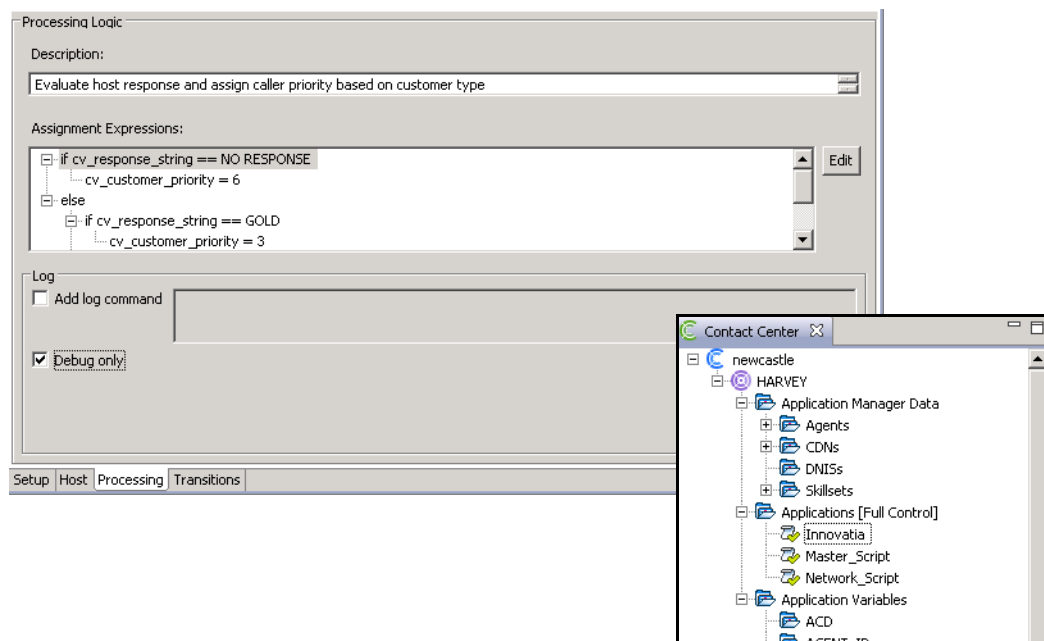 Processing Logic
Description:
Evaluate host response and assign caller priority based on customer type
Assignment Expressions:
if cv_response_string == NO RESPONSE
cv_customer_priority = 6
else
if cv_response_string == GOLD
cv_customer_priority = 3
Edit
Log
Add log command
Debug only
Setup Host Processing Transitions
Contact Center
newcastle
HARVEY
Application Manager Data
Agents
CDNs
DNISs
Skillsets
Applications [Full Control]
Innovatia
Master_Script
Network_Script
Application Variables
ACD